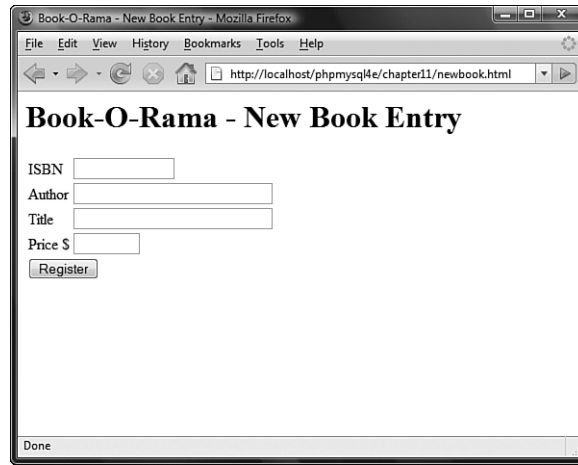 Book-O-Rama - New Book Entry - Mozilla Firefox
File Edit View History Bookmarks Tools Help
http://localhost/phpmysql4e/chapter11/newbook.html
Book-O-Rama - New Book Entry
ISBN
Author
Title
Price $
Register
Done